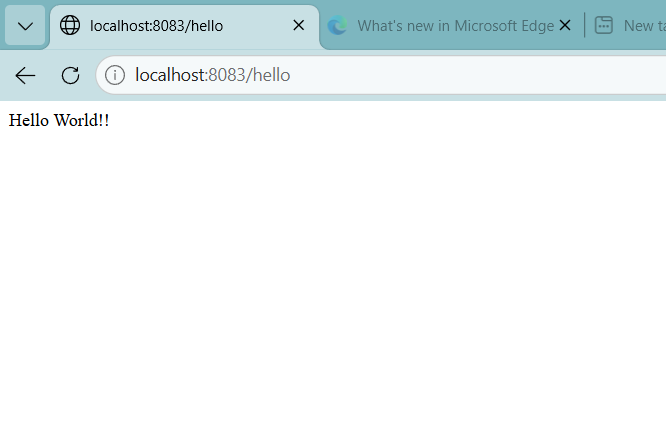 localhost:8083/hello
What's new in Microsoft Edge
New ta
localhost:8083/hello
Hello World!!